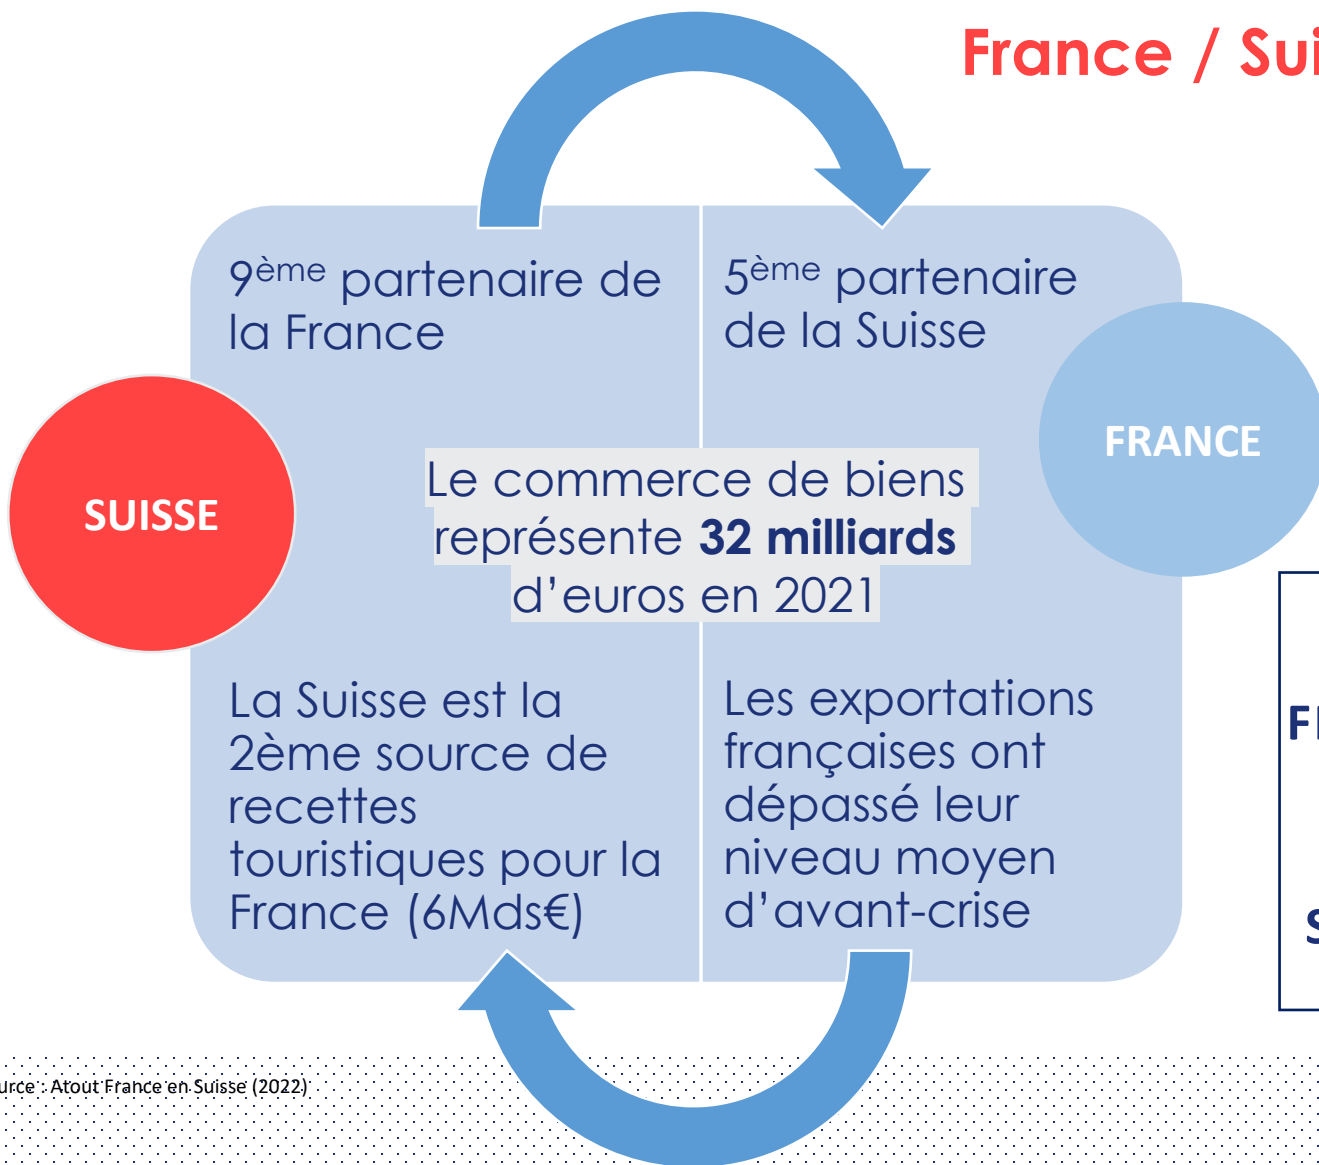 France / Sui
9ème partenaire de
la France
5ème partenaire
de la Suisse
SUISSE
FRANCE
Le commerce de biens
représente 32 milliards
d’euros en 2021
La Suisse est la
2ème source de
recettes
touristiques pour la
France (6Mds€)
Les exportations
françaises ont
dépassé leur
niveau moyen
d’avant-crise
S
urce : Atout France en Suisse (2022)